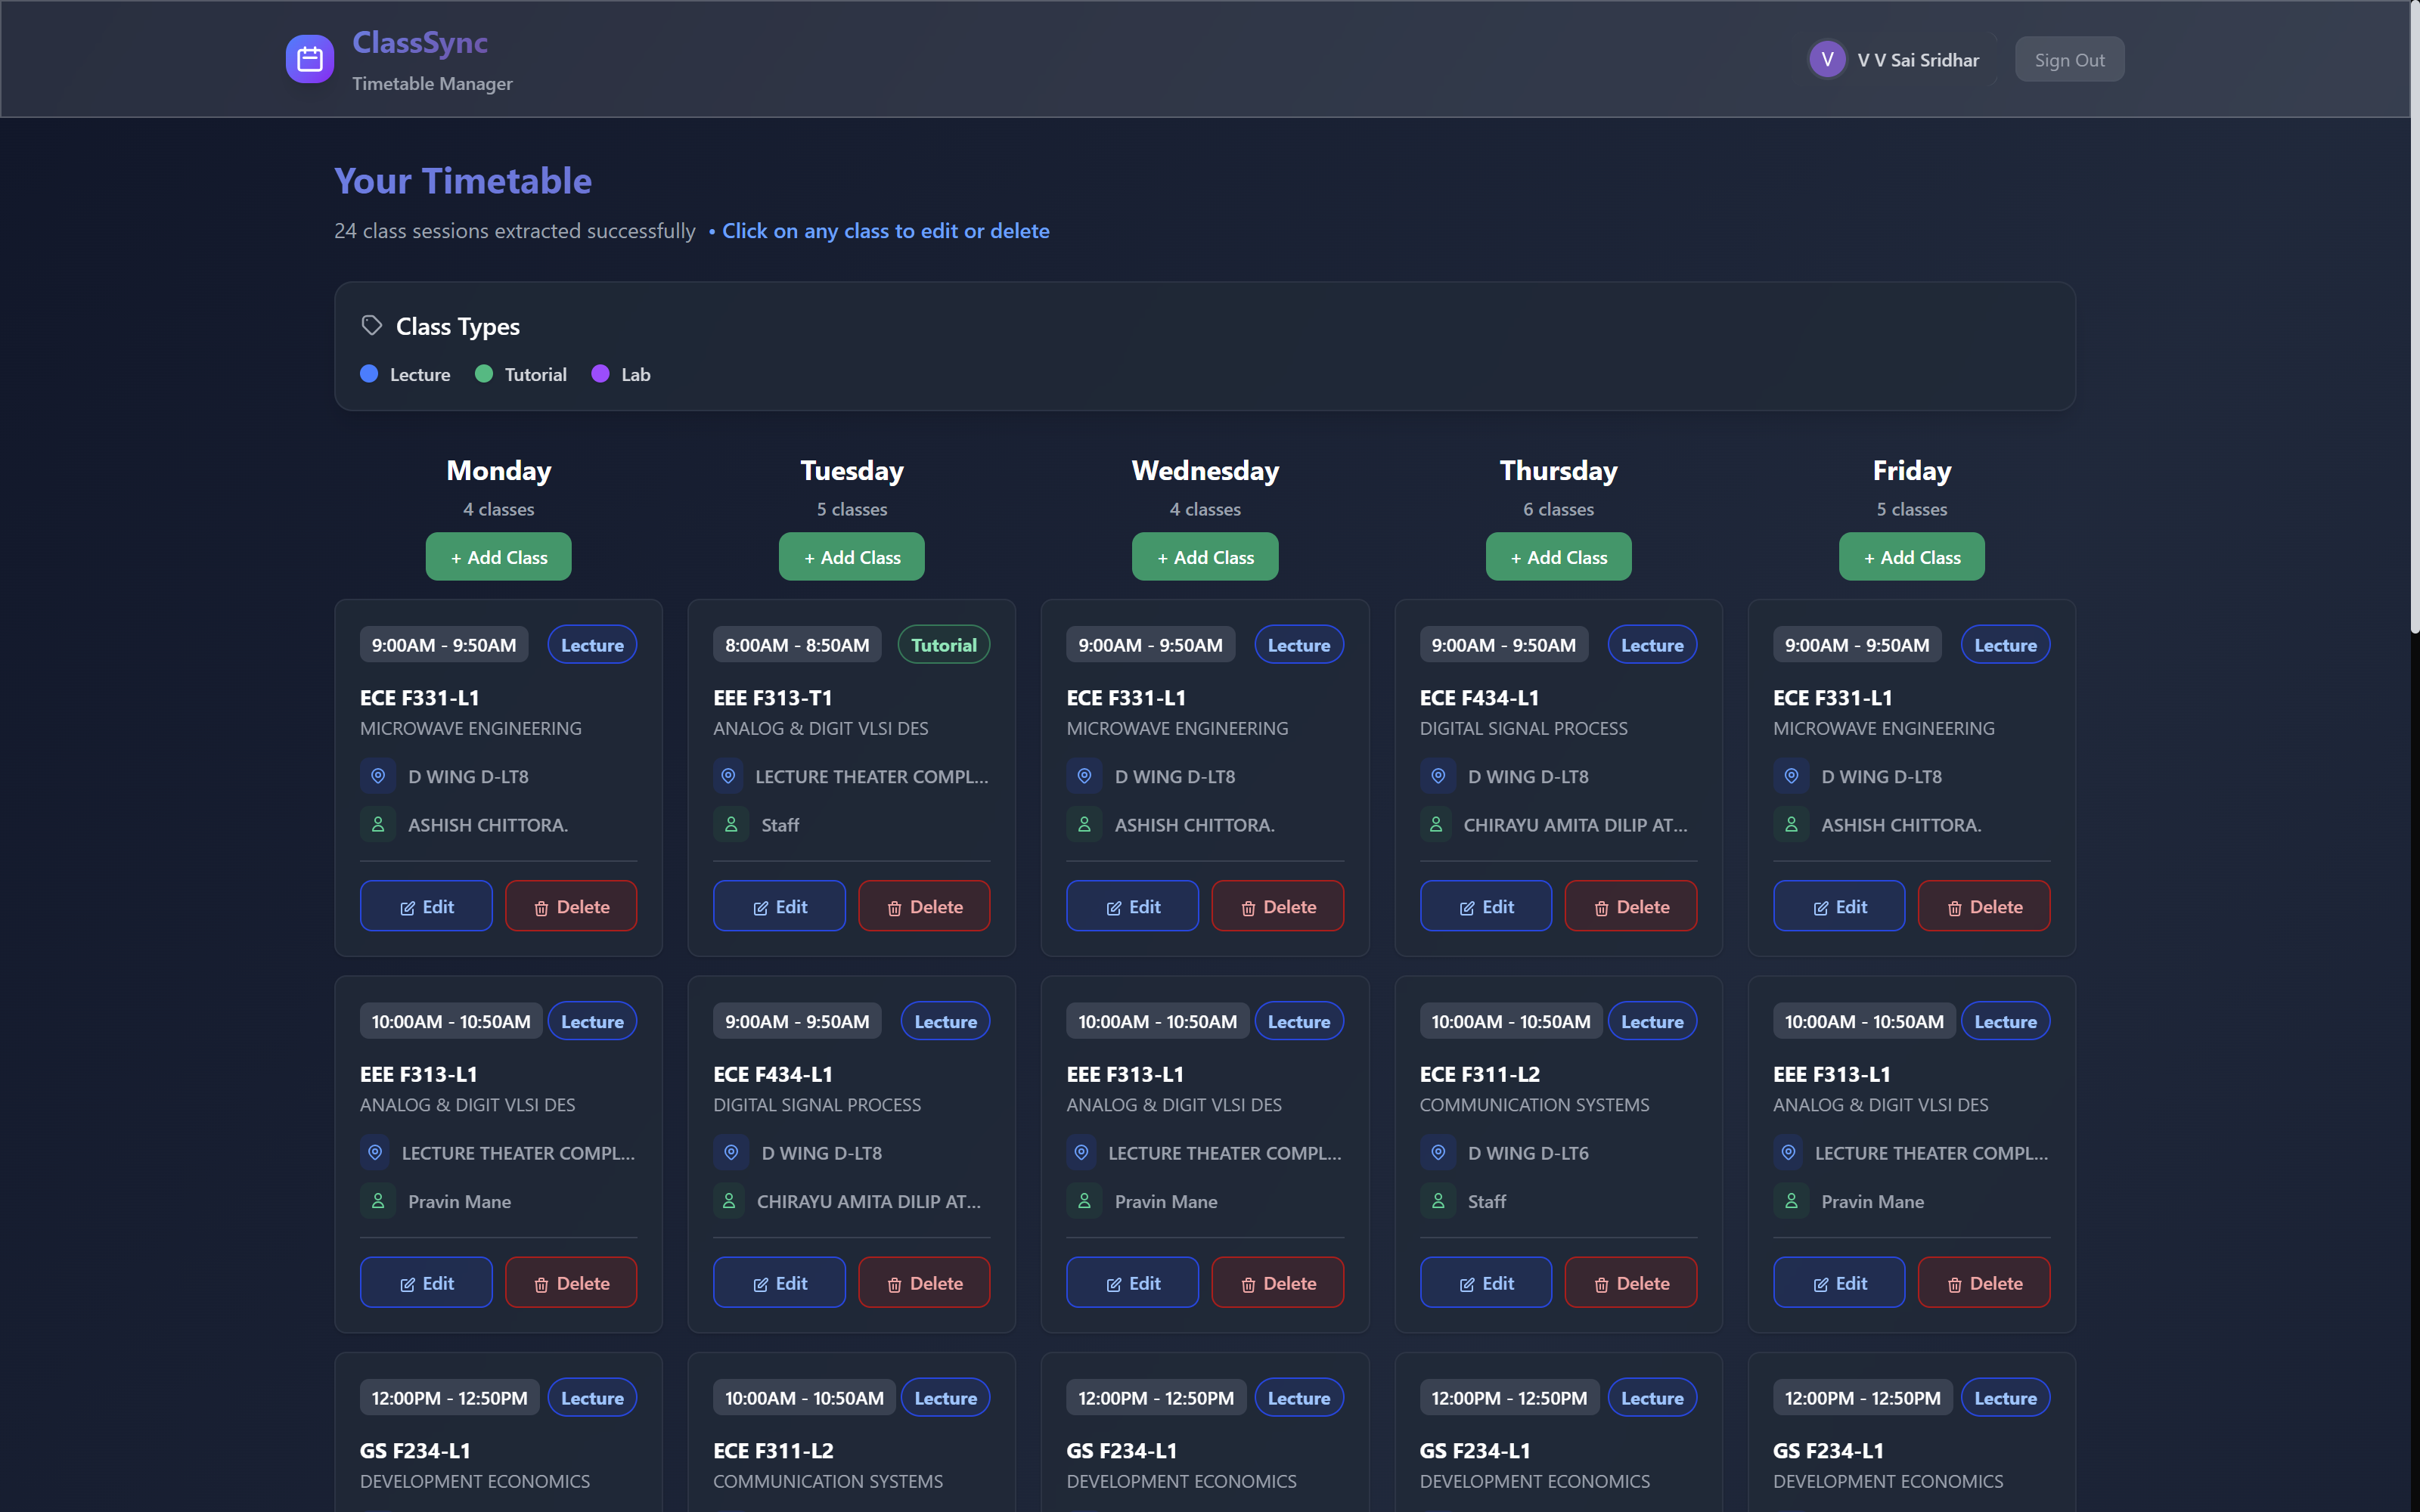 ClassSync
Timetable Manager
V
V V Sai Sridhar
Sign Out
Your Timetable
24 class sessions extracted successfully • Click on any class to edit or delete
Class Types
Lecture Tutorial Lab
Monday
4 classes
+ Add Class
9:00AM - 9:50AM Lecture
ECE F331-L1
MICROWAVE ENGINEERING
D WING D-LT8
ASHISH CHITTORA.
Edit Delete
10:00AM - 10:50AM Lecture
EEE F313-L1
ANALOG & DIGIT VLSI DES
LECTURE THEATER COMPL...
Pravin Mane
Edit Delete
12:00PM - 12:50PM Lecture
GS F234-L1
DEVELOPMENT ECONOMICS
Tuesday
5 classes
+ Add Class
8:00AM - 8:50AM Tutorial
EEE F313-T1
ANALOG & DIGIT VLSI DES
LECTURE THEATER COMPL...
Staff
Edit Delete
9:00AM - 9:50AM Lecture
ECE F434-L1
DIGITAL SIGNAL PROCESS
D WING D-LT8
CHIRAYU AMITA DILIP AT...
Edit Delete
10:00AM - 10:50AM Lecture
ECE F311-L2
COMMUNICATION SYSTEMS
Wednesday
4 classes
+ Add Class
9:00AM - 9:50AM Lecture
ECE F331-L1
MICROWAVE ENGINEERING
D WING D-LT8
ASHISH CHITTORA.
Edit Delete
10:00AM - 10:50AM Lecture
EEE F313-L1
ANALOG & DIGIT VLSI DES
LECTURE THEATER COMPL...
Pravin Mane
Edit Delete
12:00PM - 12:50PM Lecture
GS F234-L1
DEVELOPMENT ECONOMICS
Thursday
6 classes
+ Add Class
9:00AM - 9:50AM Lecture
ECE F434-L1
DIGITAL SIGNAL PROCESS
D WING D-LT8
CHIRAYU AMITA DILIP AT...
Edit Delete
10:00AM - 10:50AM Lecture
ECE F311-L2
COMMUNICATION SYSTEMS
D WING D-LT6
Staff
Edit Delete
12:00PM - 12:50PM Lecture
GS F234-L1
DEVELOPMENT ECONOMICS
Friday
5 classes
+ Add Class
9:00AM - 9:50AM Lecture
ECE F331-L1
MICROWAVE ENGINEERING
D WING D-LT8
ASHISH CHITTORA.
Edit Delete
10:00AM - 10:50AM Lecture
EEE F313-L1
ANALOG & DIGIT VLSI DES
LECTURE THEATER COMPL...
Pravin Mane
Edit Delete
12:00PM - 12:50PM Lecture
GS F234-L1
DEVELOPMENT ECONOMICS